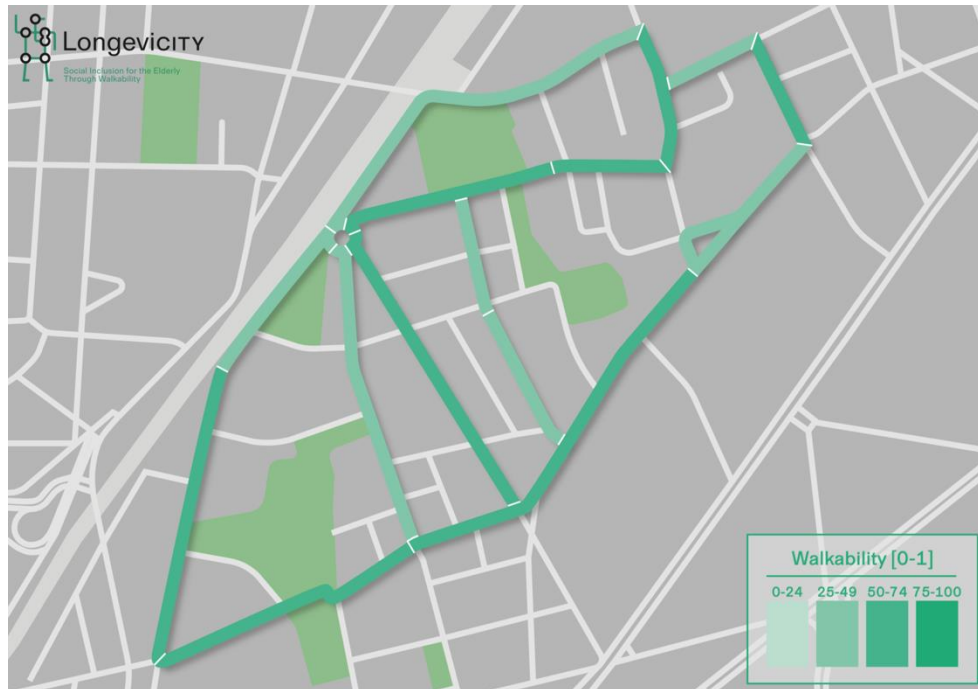 LongeviCITY
Social Inclusion for the Elderly
Through Walkability
Walkability [0-1]
0-24 25-49 50-74 75-100